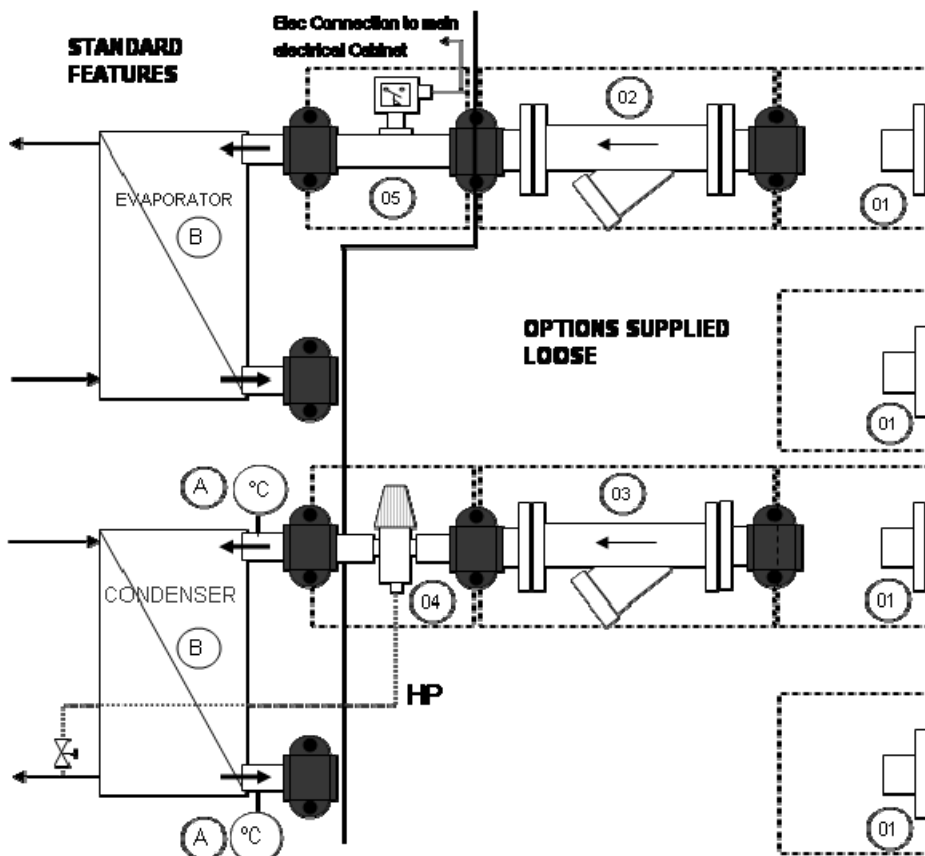 Elec Connection to main
electrical Cabinet
STANDARD
FEATURES
02
EVAPORATOR
05
01
B
OPTIONS SUPPLIED
LOOSE
01
A
°C
03
CONDENSER
04
01
B
HP
A
°C
01